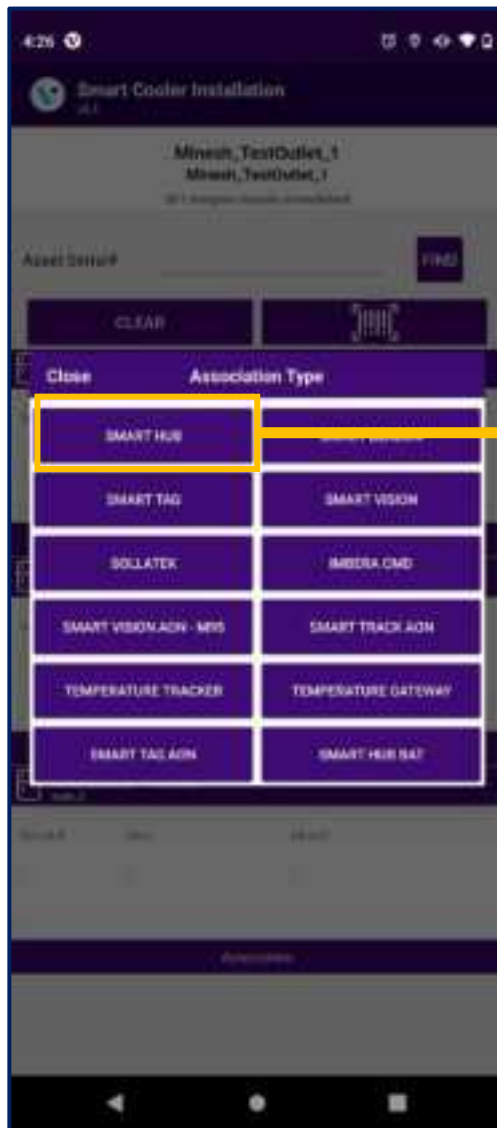 4:26
Smart Cooler Installation
Minesh_TestOutlet_1
Minesh_TestOutlet_1
Asset Serial#
FIND
CLEAR
Close Association Type
SMART HUB
SMART TAG SMART VISION
SOLLATEK IMBERA CMD
SMART VISION AON - M95 SMART TRACK AON
TEMPERATURE TRACKER TEMPERATURE GATEWAY
SMART TAG AON SMART HUB SAT